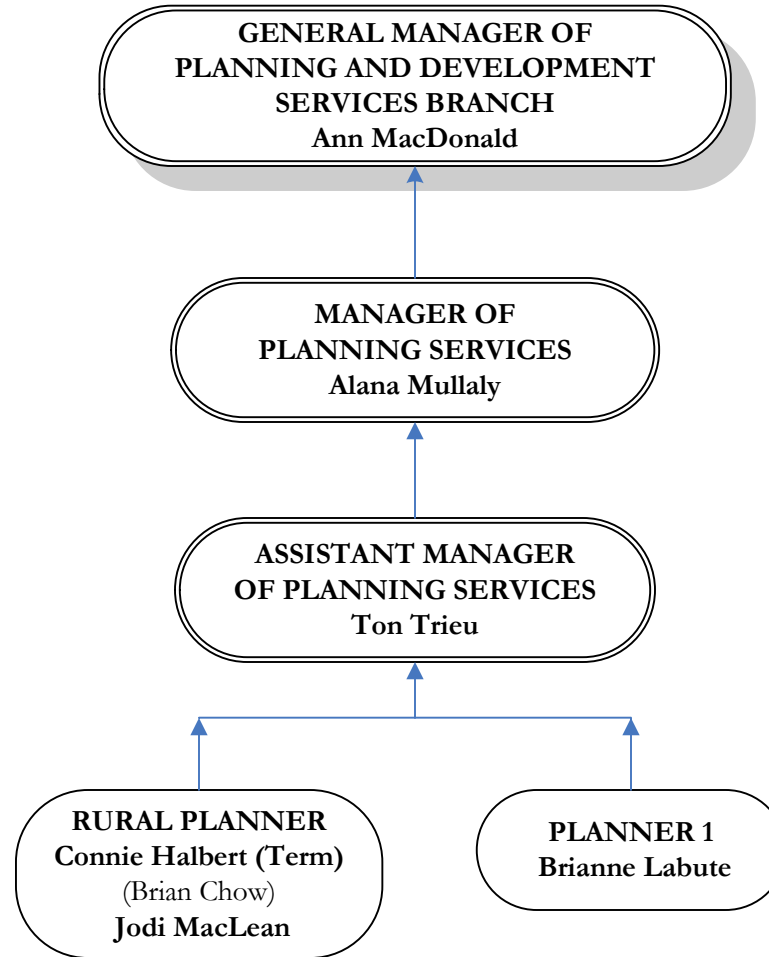 GENERAL MANAGER OF
PLANNING AND DEVELOPMENT
SERVICES BRANCH
Ann MacDonald
MANAGER OF
PLANNING SERVICES
Alana Mullaly
ASSISTANT MANAGER
OF PLANNING SERVICES
Ton Trieu
RURAL PLANNER
Connie Halbert (Term)
(Brian Chow)
Jodi MacLean
PLANNER 1
Brianne Labute